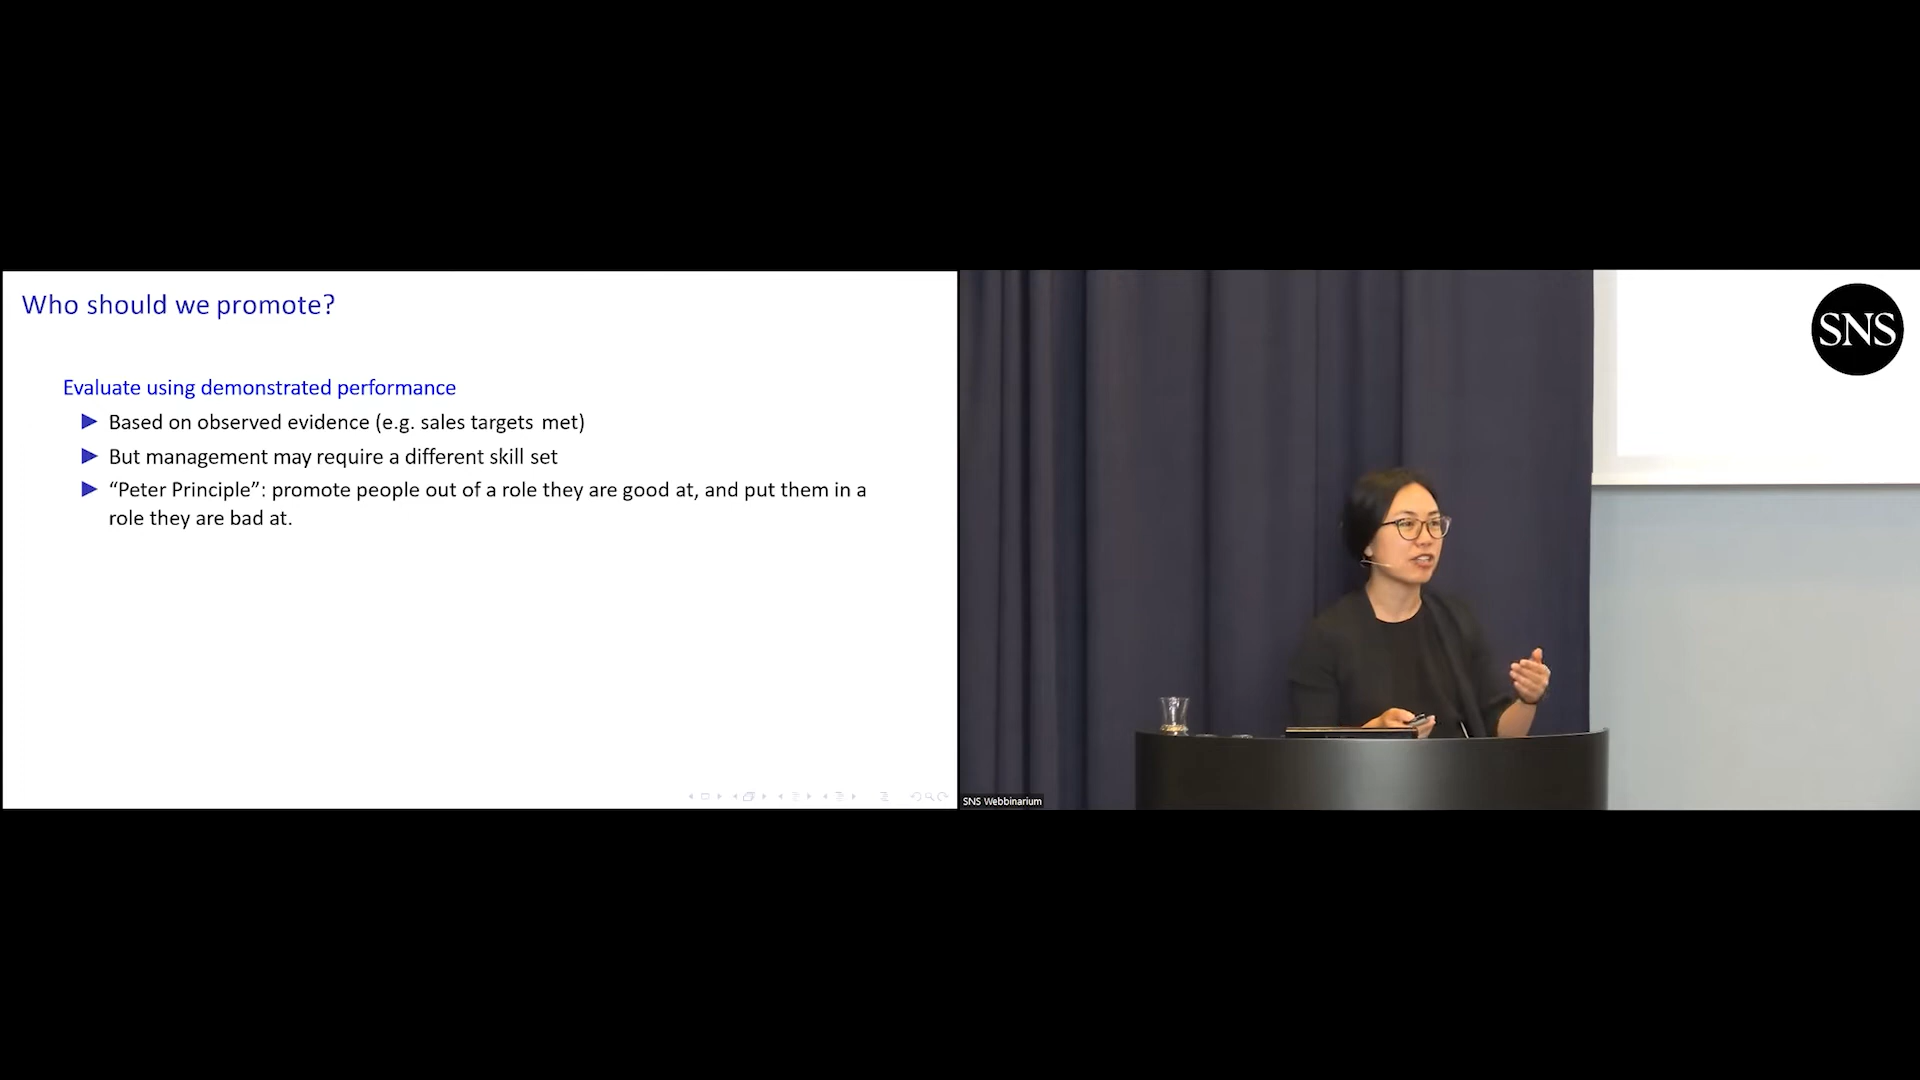 Who should we promote?
Evaluate using demonstrated performance
Based on observed evidence (e.g. sales targets met)
But management may require a different skill set
“Peter Principle”: promote people out of a role they are good at, and put them in a
role they are bad at.
SNS
SNS Webbinarium